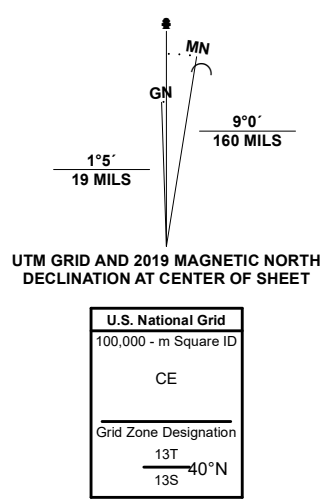 MN
GN
9°0´
160 MILS
1°5´
19 MILS
UTM GRID AND 2019 MAGNETIC NORTH
DECLINATION AT CENTER OF SHEET
U.S. National Grid
100,000 - m Square ID
CE
Grid Zone Designation
13T
40°N
13S